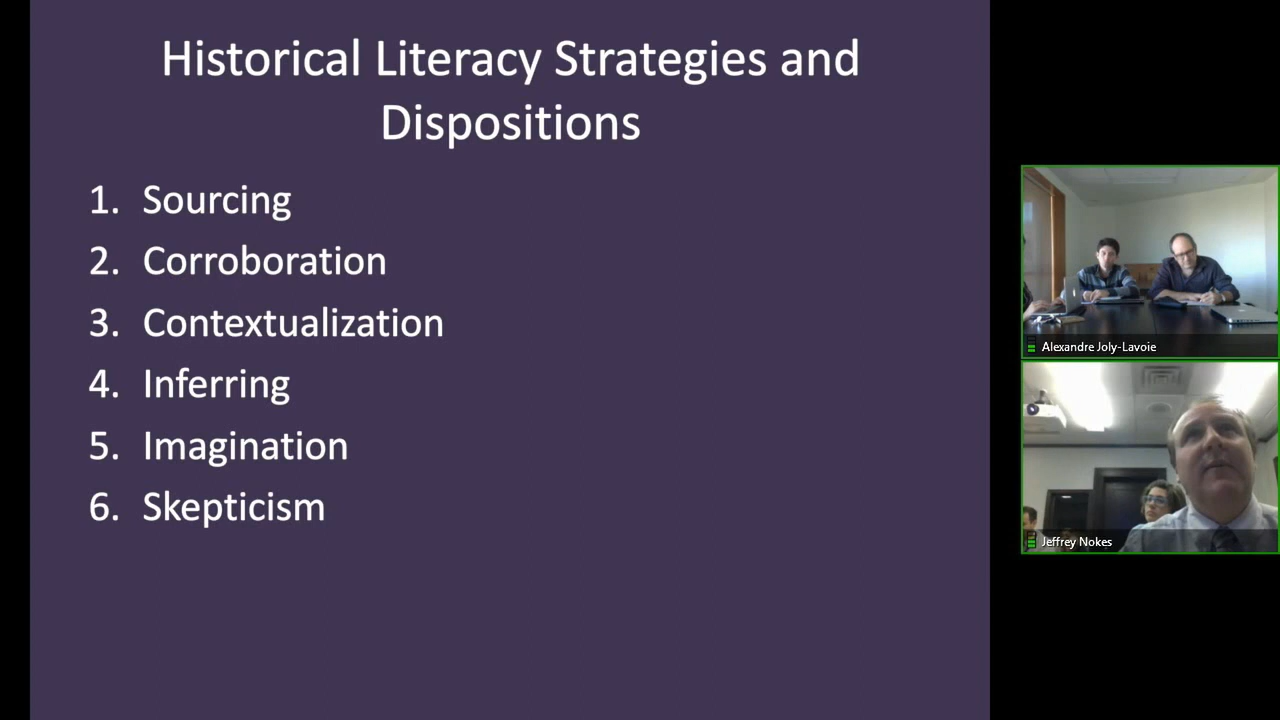 Historical Literacy Strategies and
Dispositions
1. Sourcing
2. Corroboration
3. Contextualization
4. Inferring
5. Imagination
6. Skepticism
Alexandre Joly-Lavoie
Jeffrey Nokes